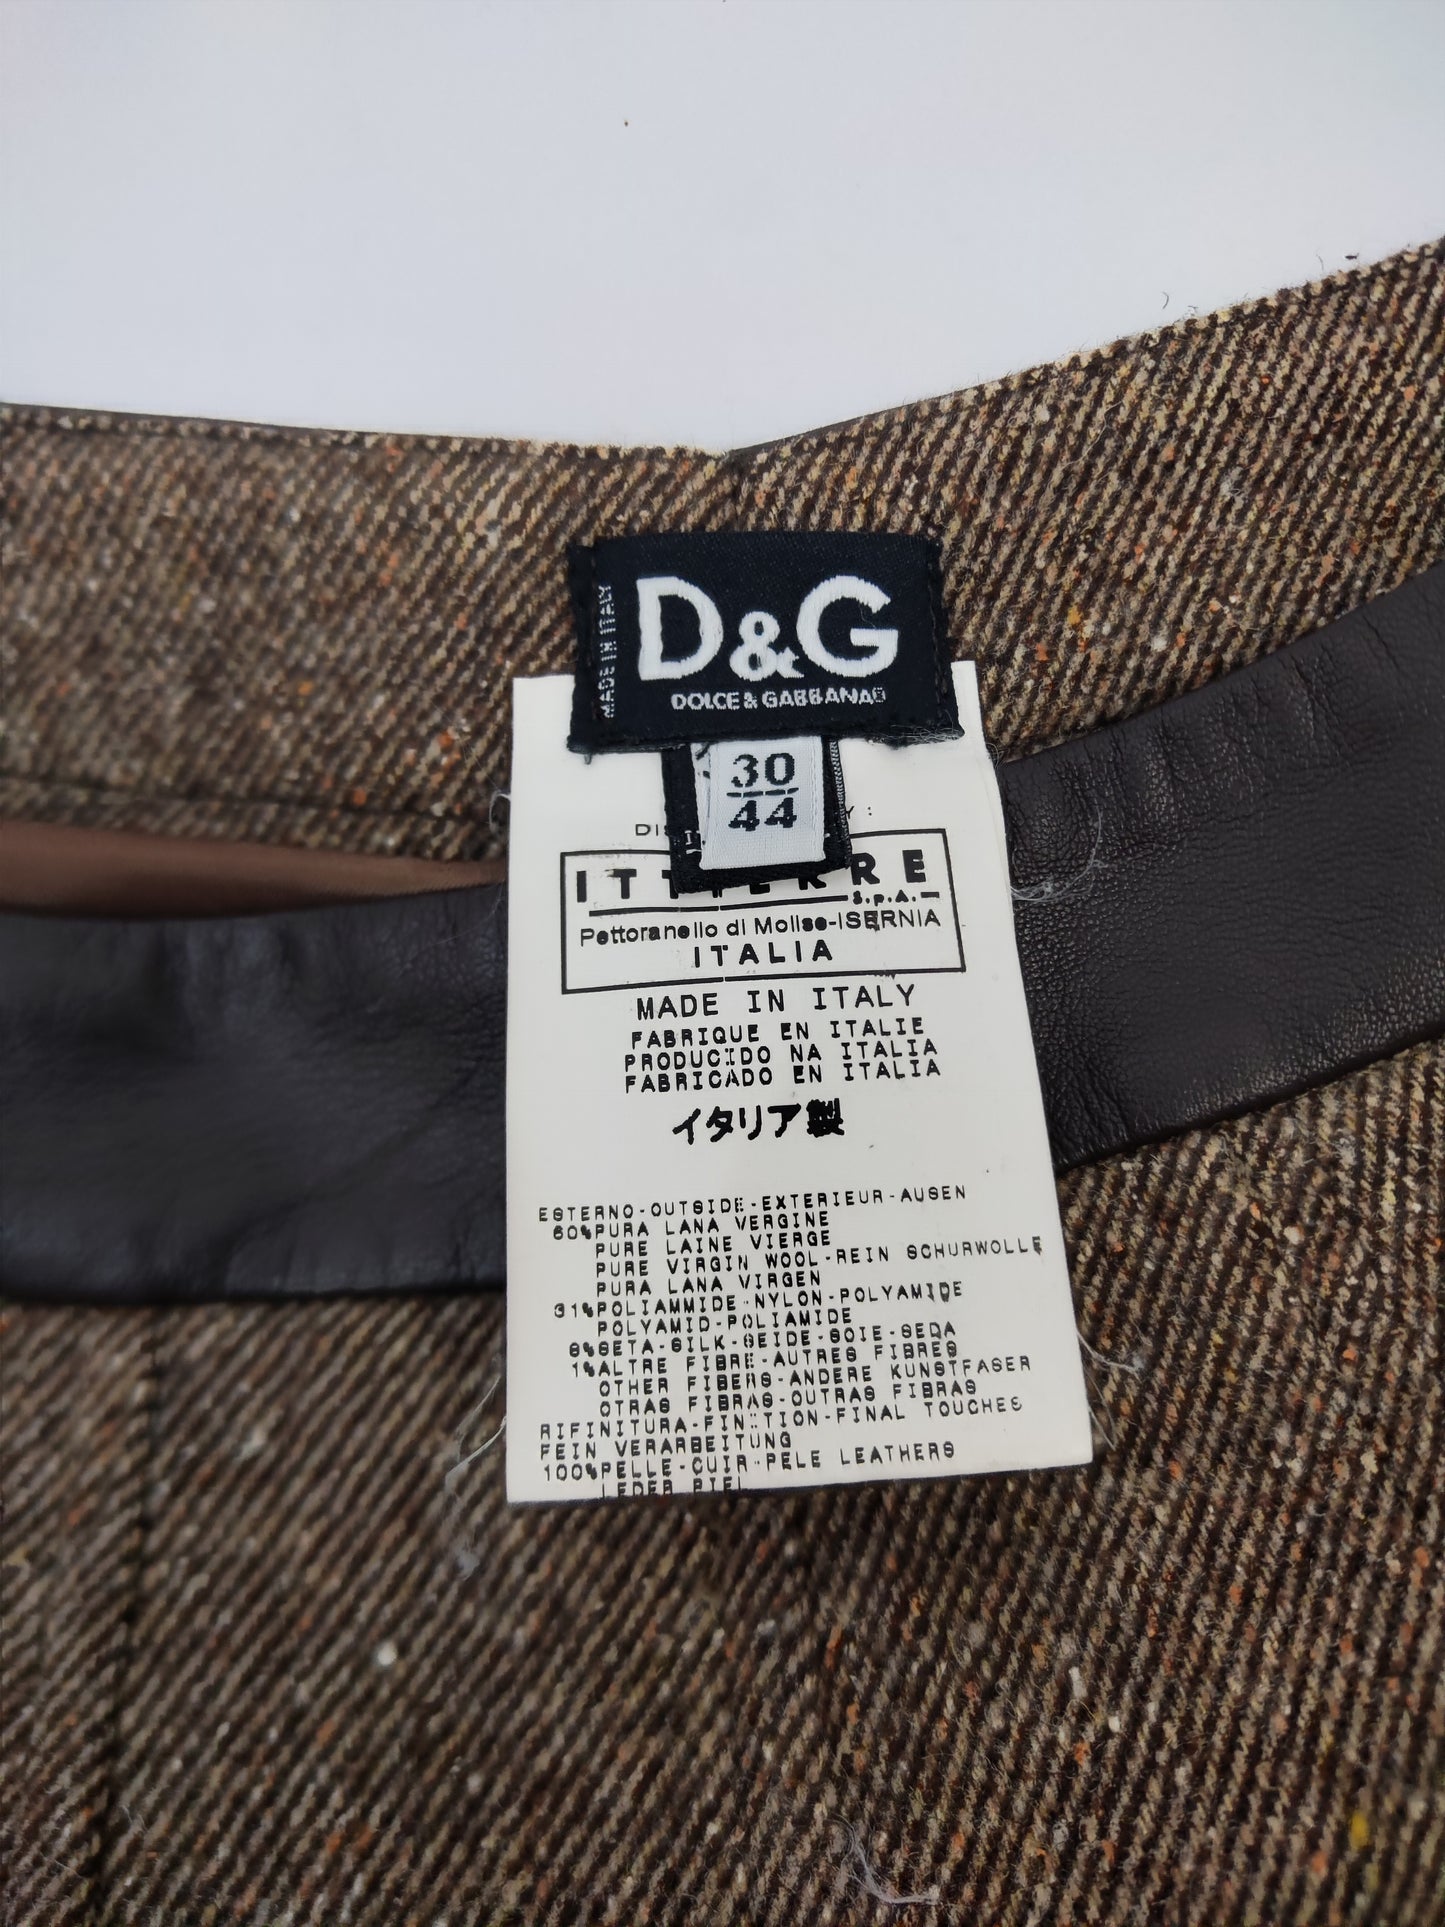 MADE IN ITALY
D&G
DOLCE & GABBANA
30
44
S.p.A.
Pettoranello di Molise-ISERNIA
ITALIA
MADE IN ITALY
FABRIQUE EN ITALIE
PRODUCIDO NA ITALIA
FABRICADO EN ITALIA
イタリア製
ESTERNO-OUTSIDE-EXTERIEUR-AUSEN
60%PURA LANA VERGINE
PURE LAINE VIERGE
PURE VIRGIN WOOL-REIN SCHURWOLLE
PURA LANA VIRGEN
31%POLIAMMIDE-NYLON-POLYAMIDE
POLYAMID-POLIAMIDE
8%SETA-SILK-SEIDE-SOIE-SEDA
1%ALTRE FIBRE-AUTRES FIBRES
OTHER FIBERS-ANDERE KUNSTFASER
OTRAS FIBRAS-OUTRAS FIBRAS
RIFINITURA-FINITION-FINAL TOUCHES
FEIN VERARBEITUNG
100%PELLE-CUIR-PELE LEATHERS
LEDER PIEL